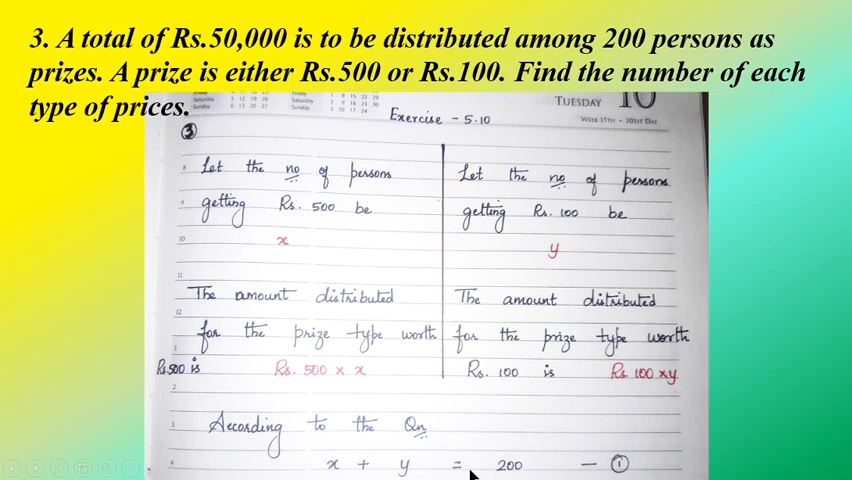 3. A total of Rs.50,000 is to be distributed among 200 persons as
prizes. A prize is either Rs.500 or Rs.100. Find the number of each
type of prices.
TUESDAY 10
WEEK 15TH • 101ST DAY
Exercise - 5.10
3
Let the no of persons
getting Rs. 500 be
x
The amount distributed
for the prize type worth
Rs.500 is Rs. 500 × x
Let the no of persons
getting Rs. 100 be
y
The amount distributed
for the prize type worth
Rs. 100 is Rs. 100 × y
According to the Qn
x + y = 200 — ①